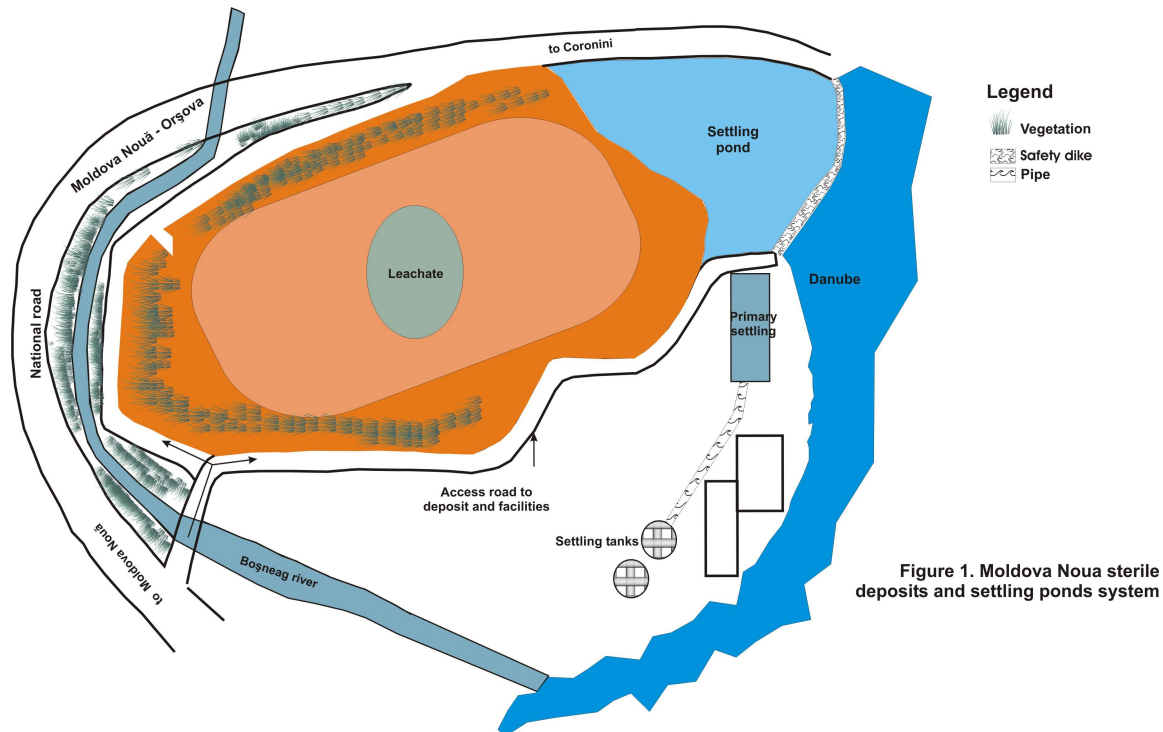 to Coronini
Moldova Nouă - Orşova
National road
to Moldova Nouă
Settling
pond
Leachate
Danube
Primary
settling
Access road to
deposit and facilities
Settling tanks
Boşneag river
Legend
Vegetation
Safety dike
Pipe
Figure 1. Moldova Noua sterile
deposits and settling ponds system